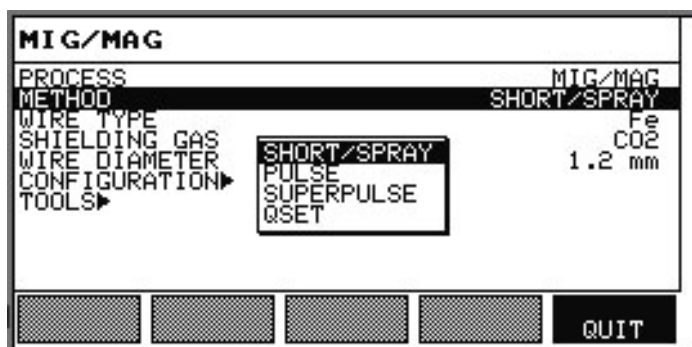 MIG/MAG
PROCESS MIG/MAG
METHOD SHORT/SPRAY
WIRE TYPE Fe
SHIELDING GAS CO2
WIRE DIAMETER 1.2 mm
CONFIGURATION▶
TOOLS▶
SHORT/SPRAY
PULSE
SUPERPULSE
QSET
QUIT